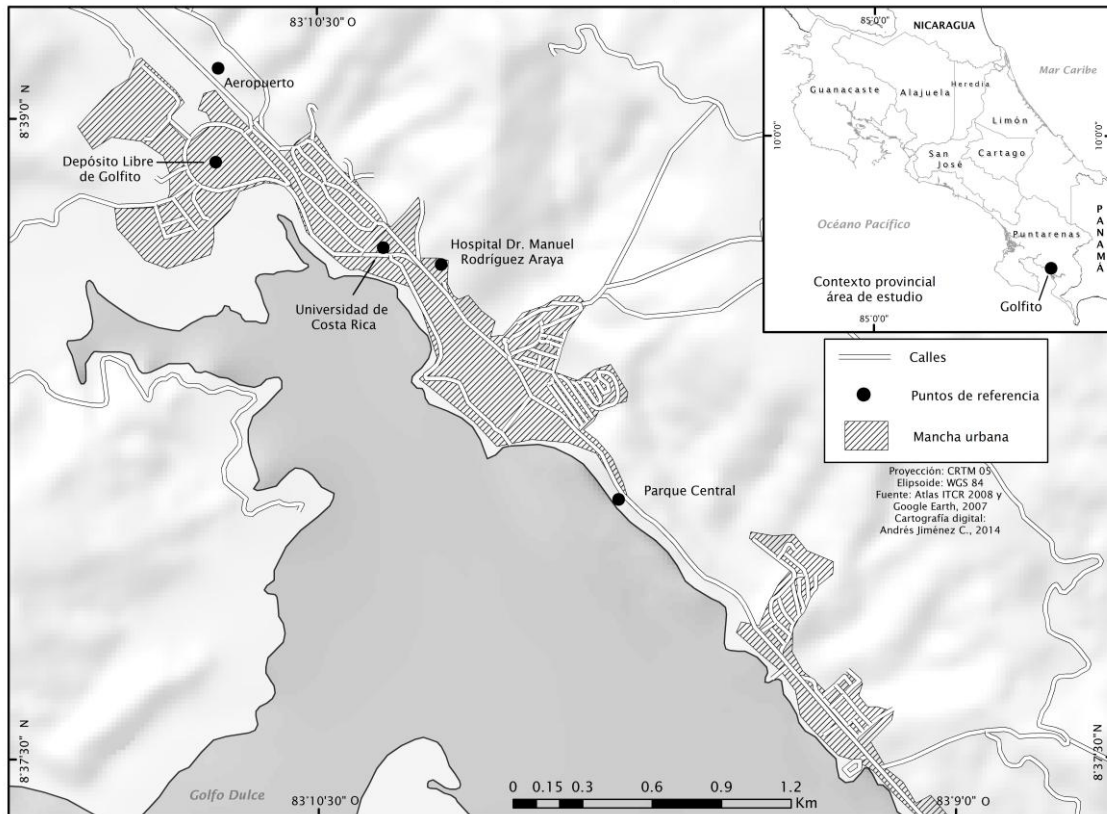 83°10'30" O
8°39'0" N
Aeropuerto
Depósito Libre
de Golfito
Hospital Dr. Manuel
Rodríguez Araya
Universidad de
Costa Rica
Parque Central
85°0'0"
NICARAGUA
Mar Caribe
Guanacaste
Alajuela
Heredia
Limón
10°0'0"
10°0'0"
San
José
Cartago
Océano Pacífico
Puntarenas
PANAMÀ
Contexto provincial
área de estudio
Golfito
85°0'0"
Calles
Puntos de referencia
Mancha urbana
Proyección: CRTM 05
Elipsoide: WGS 84
Fuente: Atlas ITCR 2008 y
Google Earth, 2007
Cartografía digital:
Andrés Jiménez C., 2014
8°37'30" N
8°37'30" N
Golfo Dulce
83°10'30" O
0 0.15 0.3 0.6 0.9 1.2
Km
83°9'0" O